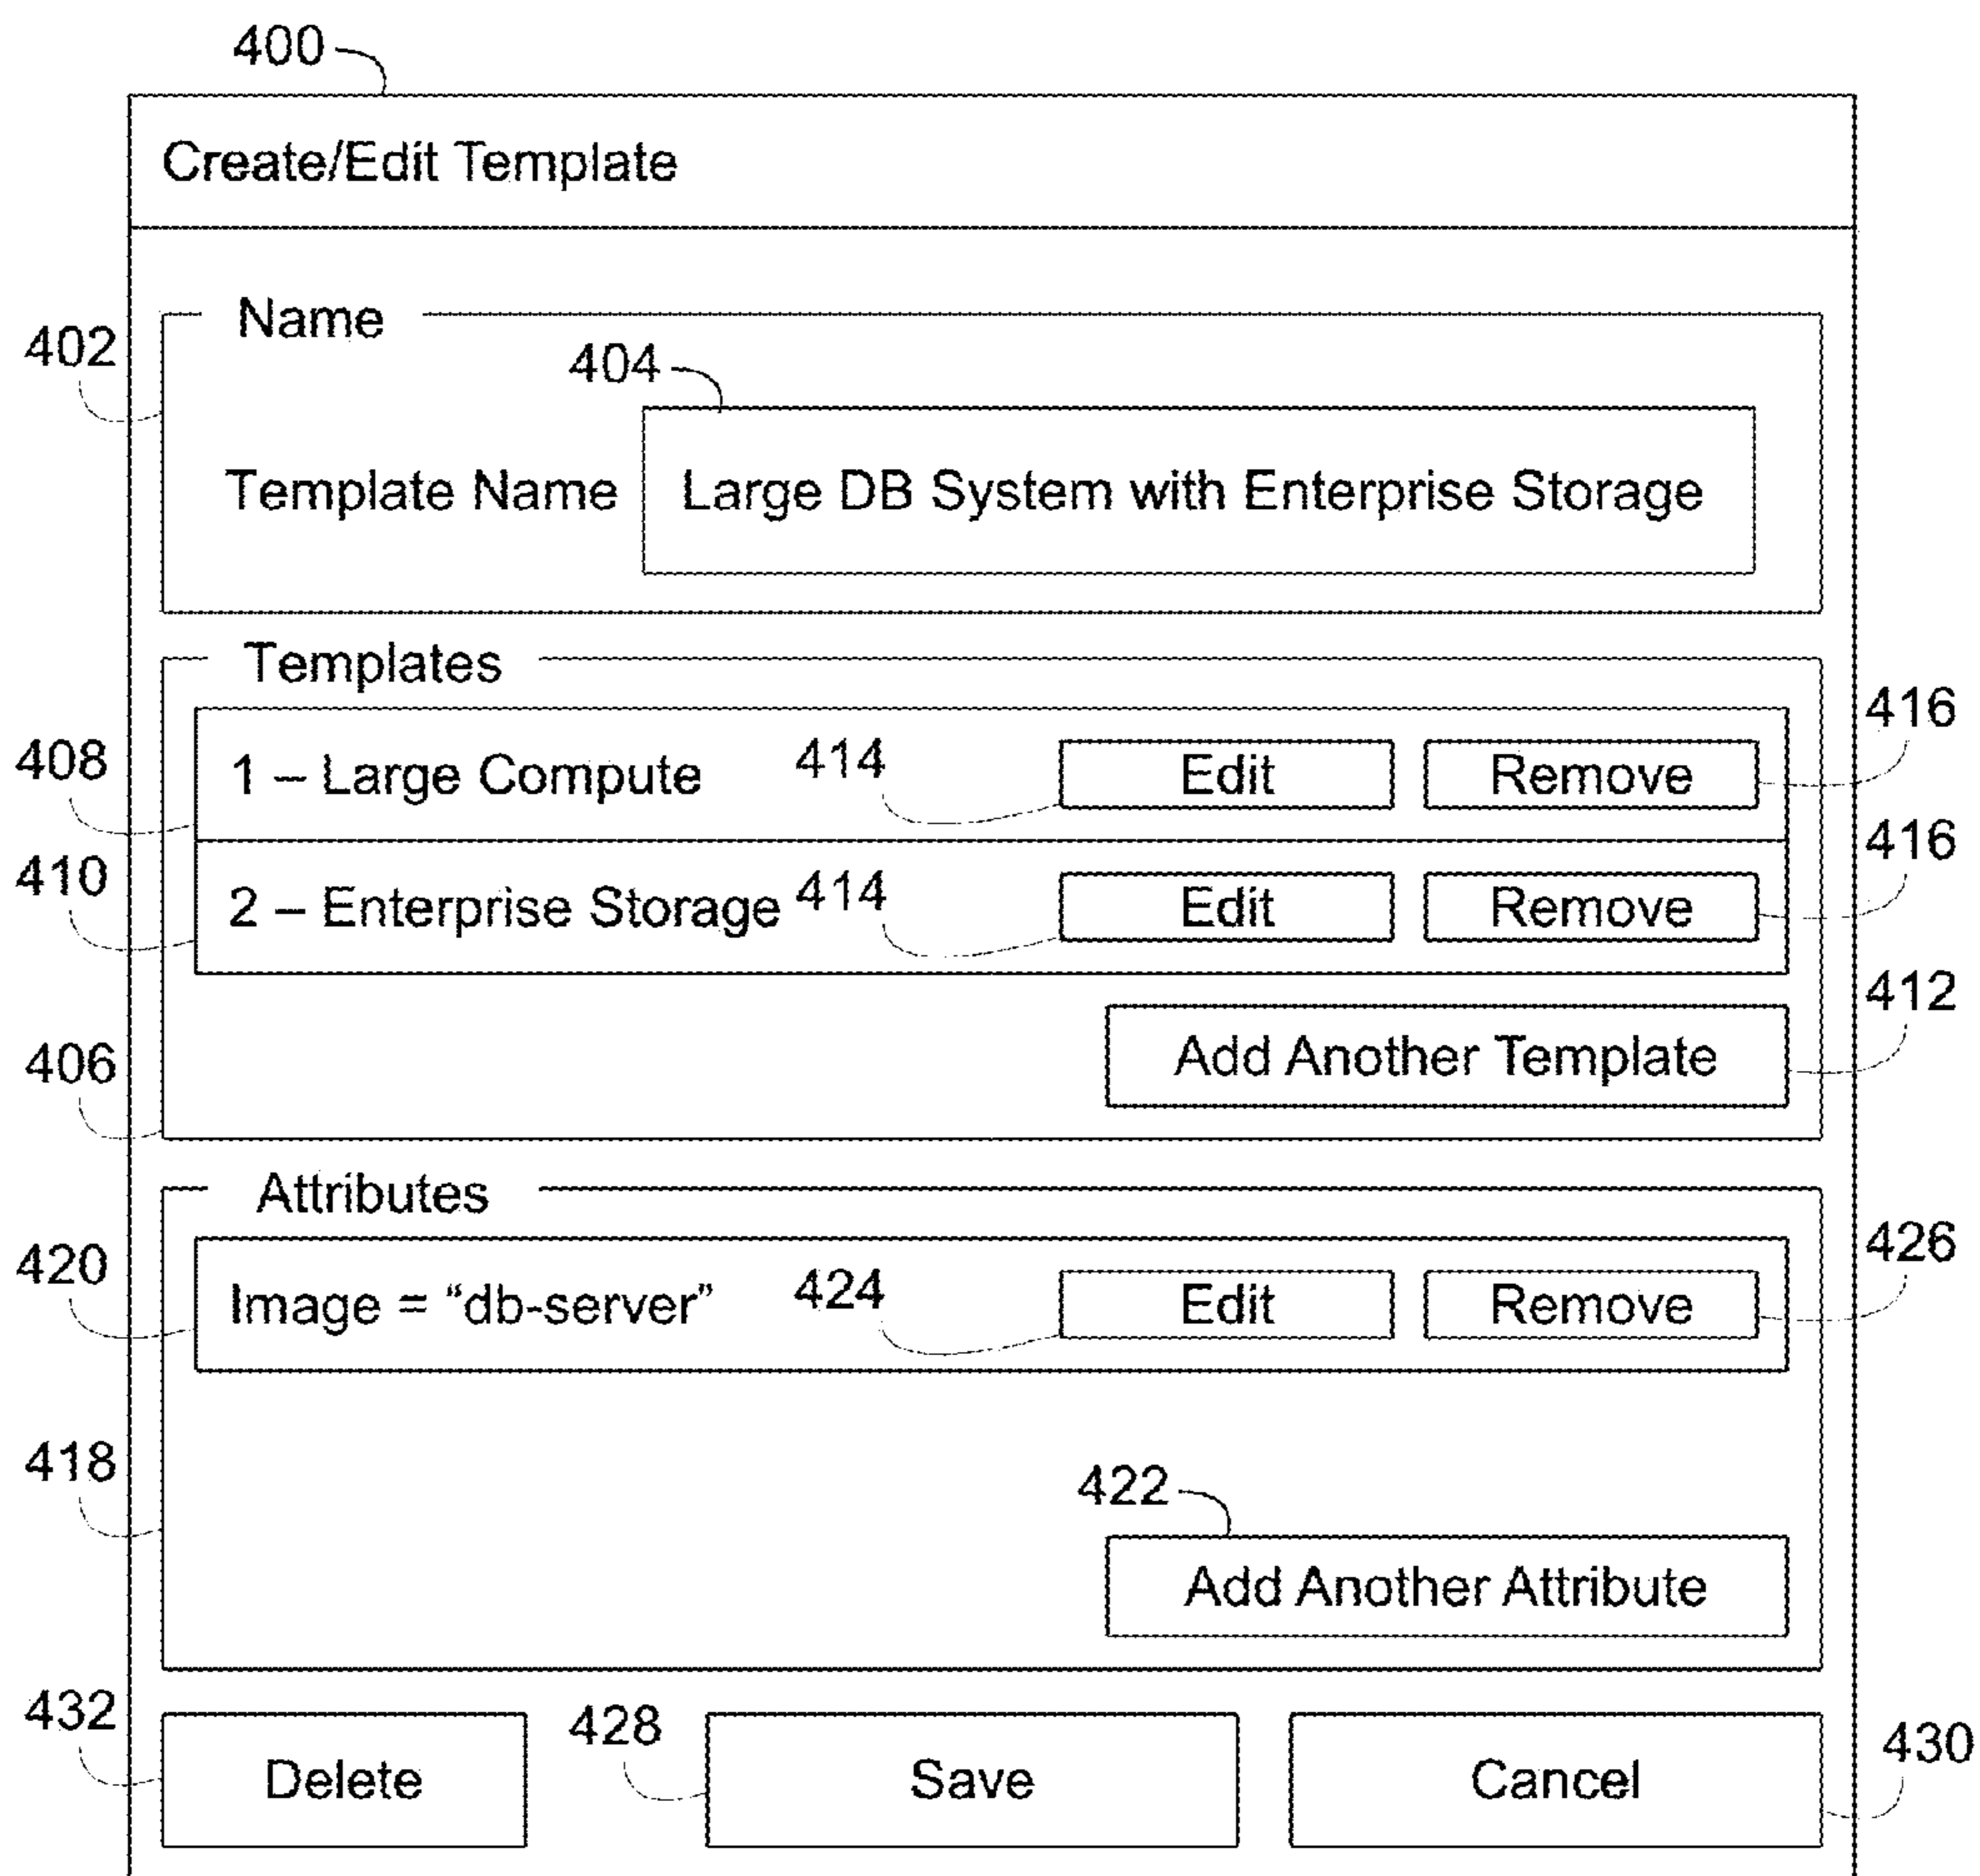 400
Create/Edit Template
Name
402
404
Template Name Large DB System with Enterprise Storage
Templates
416
408 1 – Large Compute 414 Edit Remove
416
410 2 – Enterprise Storage 414 Edit Remove
412
406 Add Another Template
Attributes
426
420 Image = “db-server” 424 Edit Remove
418
422
Add Another Attribute
432 428 430
Delete Save Cancel